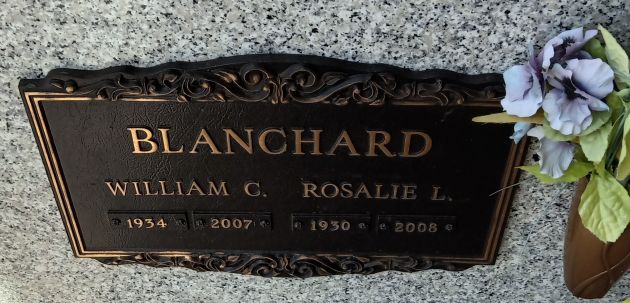 BLANCHARD
WILLIAM C. ROSALIE L.
1934 2007 1930 2008